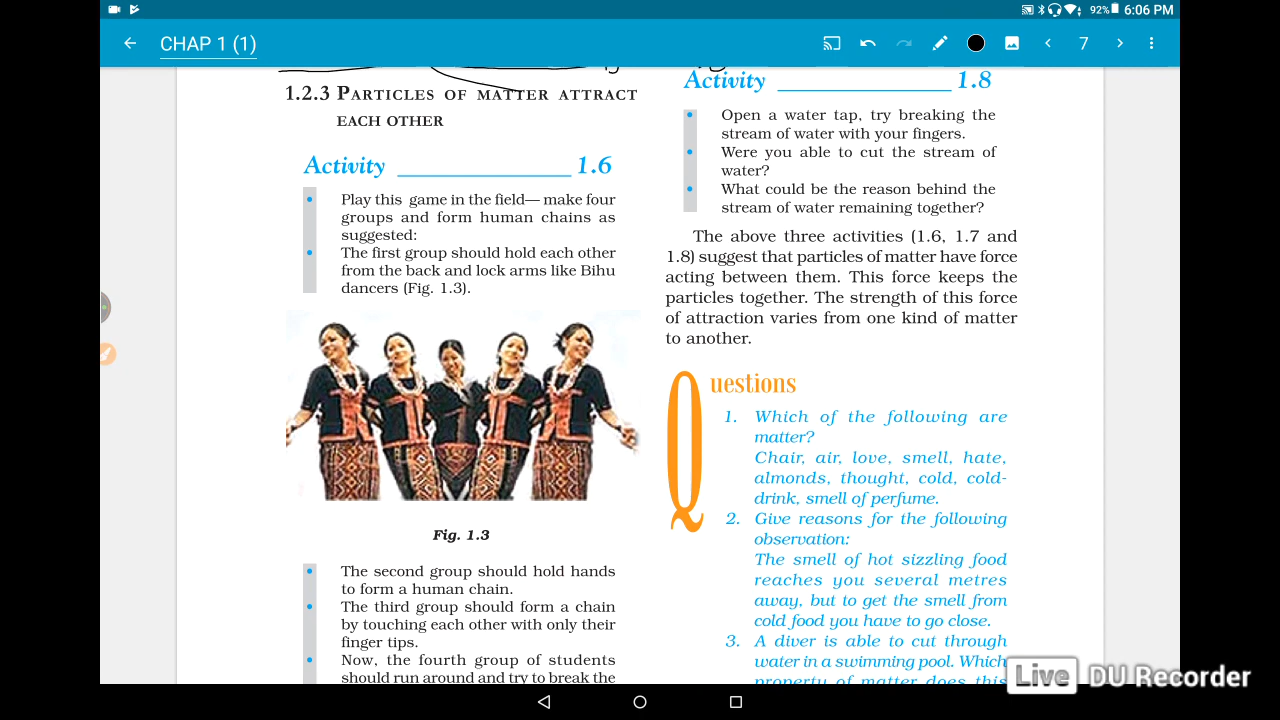 92% 6:06 PM
CHAP 1 (1)
7
1.2.3 PARTICLES OF MATTER ATTRACT
EACH OTHER
Activity 1.6
Play this game in the field— make four
groups and form human chains as
suggested:
The first group should hold each other
from the back and lock arms like Bihu
dancers (Fig. 1.3).
Fig. 1.3
The second group should hold hands
to form a human chain.
The third group should form a chain
by touching each other with only their
finger tips.
Now, the fourth group of students
should run around and try to break the
Activity 1.8
Open a water tap, try breaking the
stream of water with your fingers.
Were you able to cut the stream of
water?
What could be the reason behind the
stream of water remaining together?
The above three activities (1.6, 1.7 and
1.8) suggest that particles of matter have force
acting between them. This force keeps the
particles together. The strength of this force
of attraction varies from one kind of matter
to another.
Questions
1. Which of the following are
matter?
Chair, air, love, smell, hate,
almonds, thought, cold, cold-
drink, smell of perfume.
2. Give reasons for the following
observation:
The smell of hot sizzling food
reaches you several metres
away, but to get the smell from
cold food you have to go close.
3. A diver is able to cut through
water in a swimming pool. Which
property of matter does this
Live DU Recorder